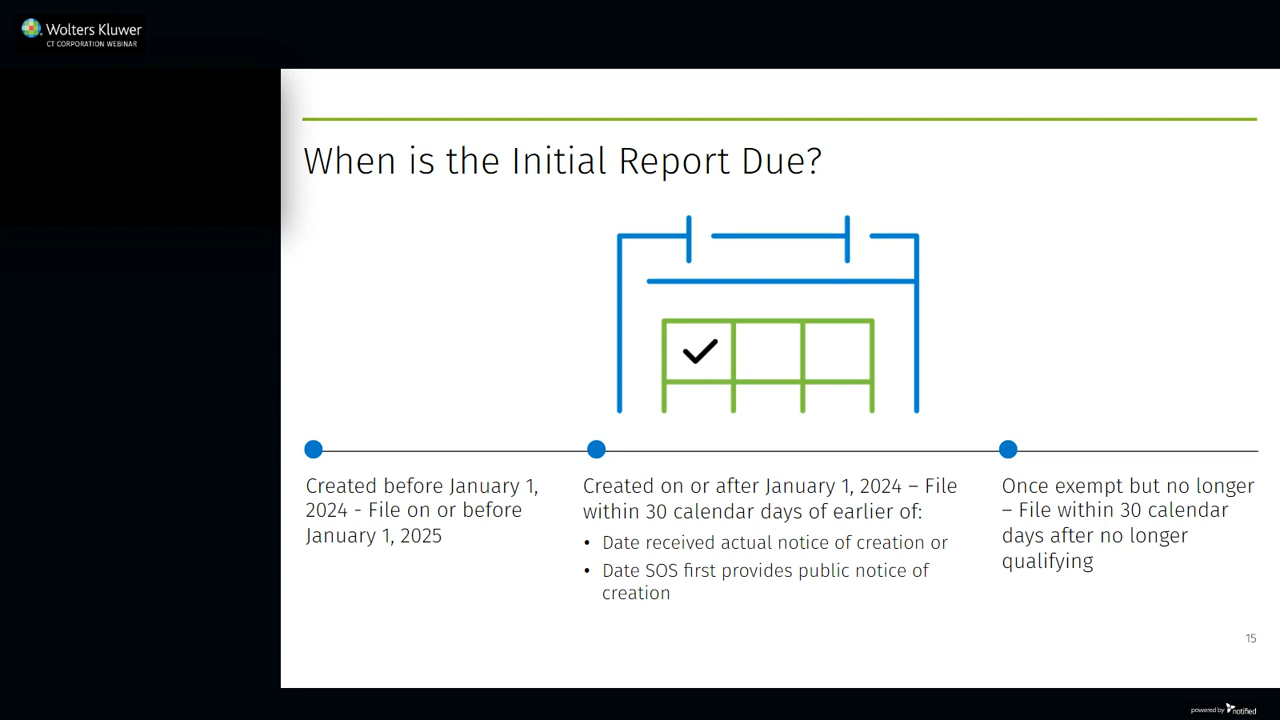 Wolters Kluwer
CT CORPORATION WEBINAR
When is the Initial Report Due?
Created before January 1,
2024 - File on or before
January 1, 2025
Created on or after January 1, 2024 – File
within 30 calendar days of earlier of:
• Date received actual notice of creation or
• Date SOS first provides public notice of
creation
Once exempt but no longer
– File within 30 calendar
days after no longer
qualifying
15
powered by notified